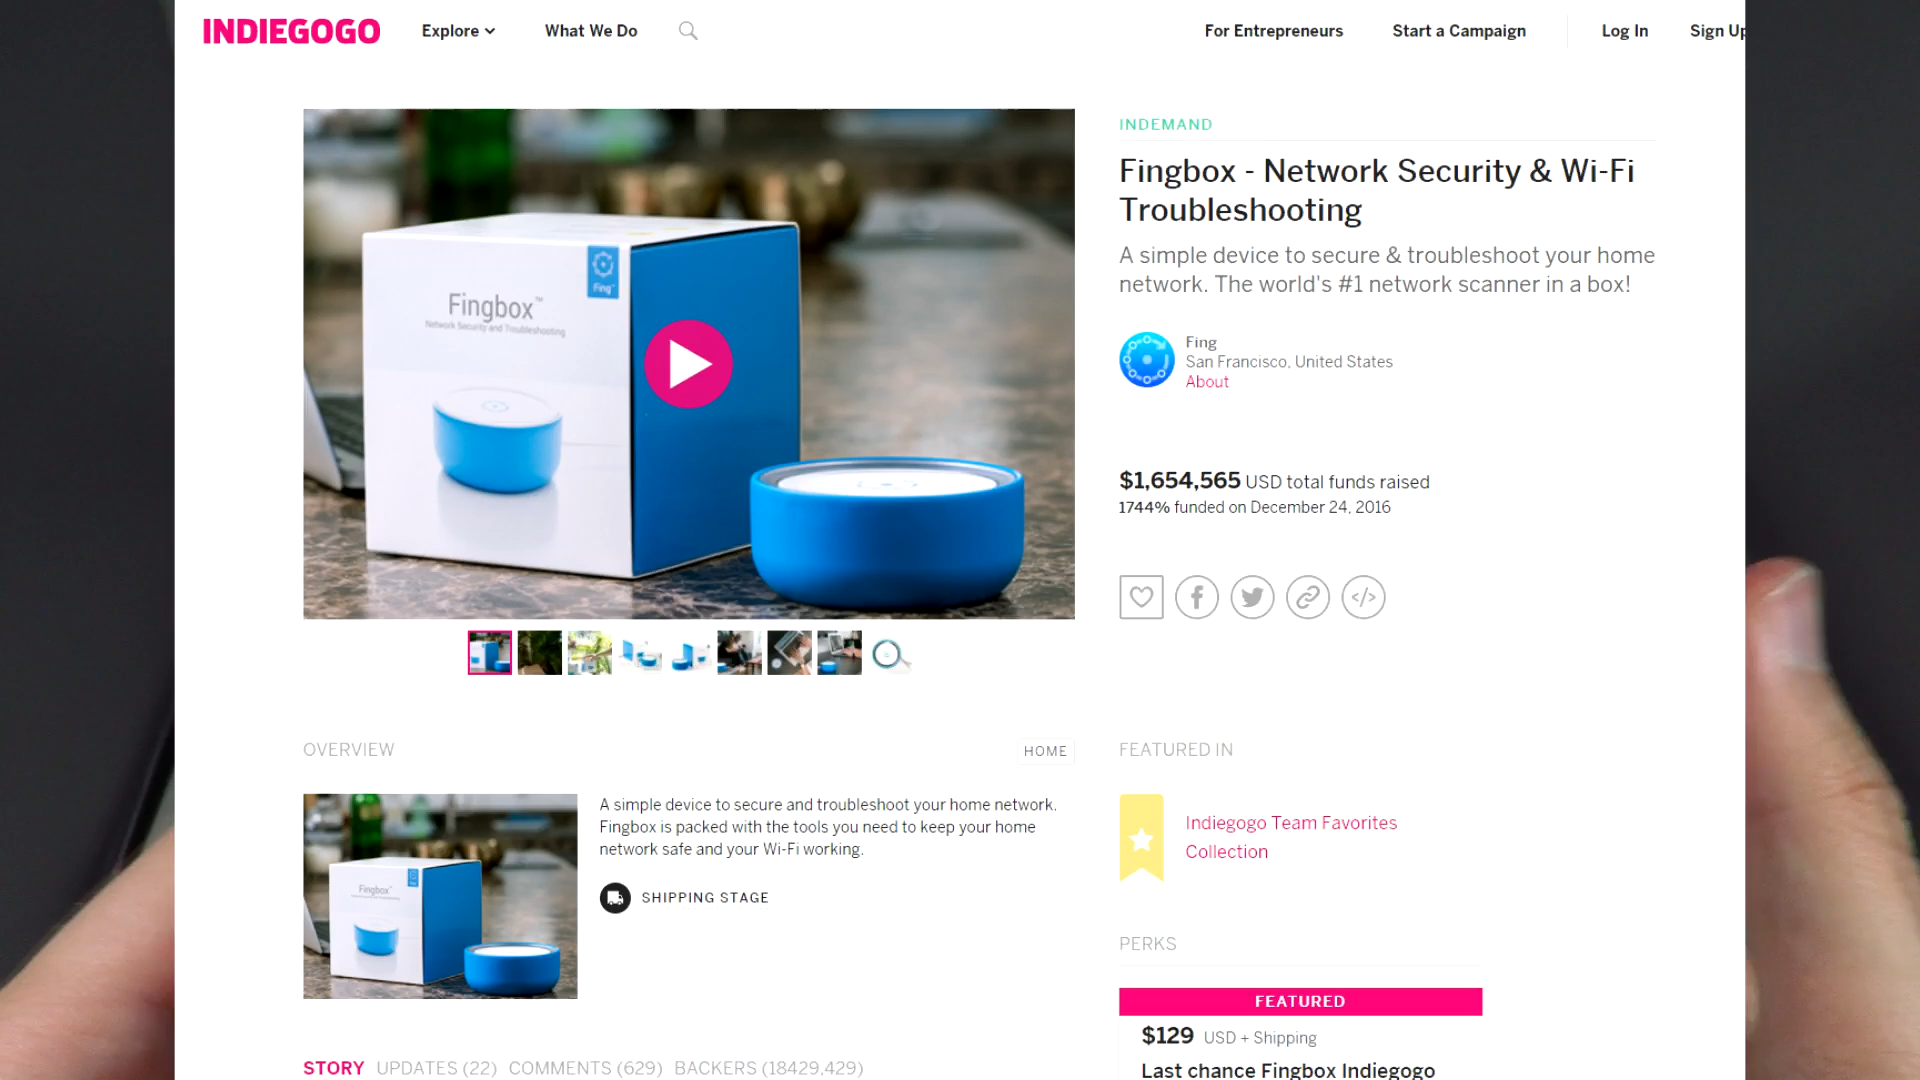 INDIEGOGO Explore What We Do For Entrepreneurs Start a Campaign Log In Sign Up
INDEMAND
Fingbox - Network Security & Wi-Fi
Troubleshooting
A simple device to secure & troubleshoot your home
network. The world's #1 network scanner in a box!
Fing
San Francisco, United States
About
$1,654,565 USD total funds raised
1744% funded on December 24, 2016
Fing
Fingbox™
Network Security and Troubleshooting
OVERVIEW
HOME
A simple device to secure and troubleshoot your home network.
Fingbox is packed with the tools you need to keep your home
network safe and your Wi-Fi working.
SHIPPING STAGE
Fingbox
FEATURED IN
Indiegogo Team Favorites
Collection
PERKS
FEATURED
$129 USD + Shipping
Last chance Fingbox Indiegogo
STORY UPDATES (22) COMMENTS (629) BACKERS (18429,429)